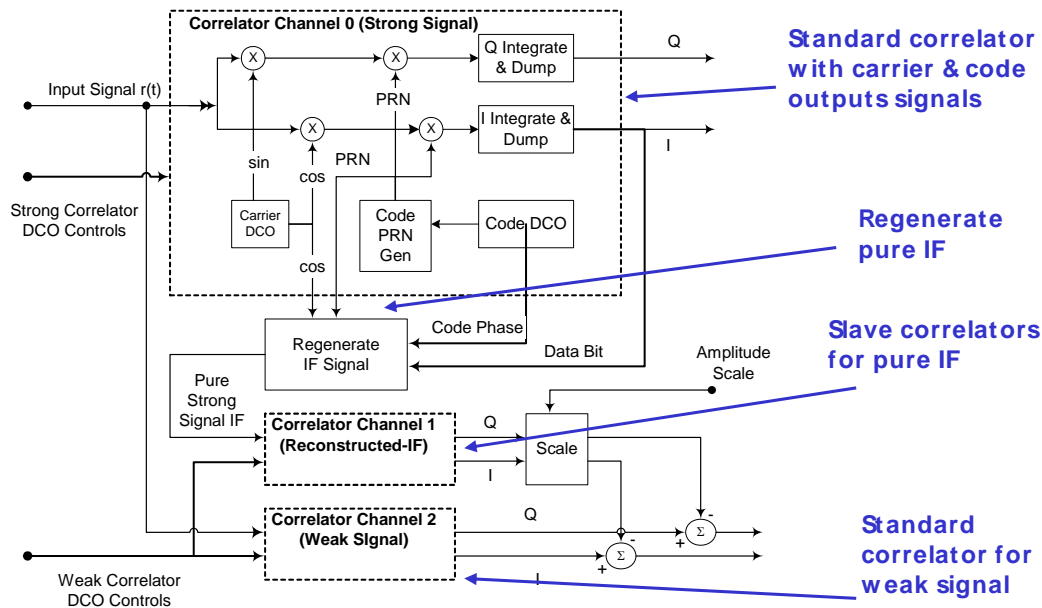 Correlator Channel 0 (Strong Signal)
X
X
Q Integrate
& Dump
Q
Standard correlator
with carrier & code
outputs signals
Input Signal r(t)
PRN
X
X
I Integrate &
Dump
I
sin
cos
PRN
Strong Correlator
DCO Controls
Carrier
DCO
Code
PRN
Gen
Code DCO
Regenerate
pure IF
cos
Code Phase
Regenerate
IF Signal
Data Bit
Amplitude
Scale
Slave correlators
for pure IF
Pure
Strong
Signal IF
Correlator Channel 1
(Reconstructed-IF)
Q
I
Scale
Correlator Channel 2
(Weak SIgnal)
Q
-
+
Σ
-
+
Σ
I
Standard
correlator for
weak signal
Weak Correlator
DCO Controls